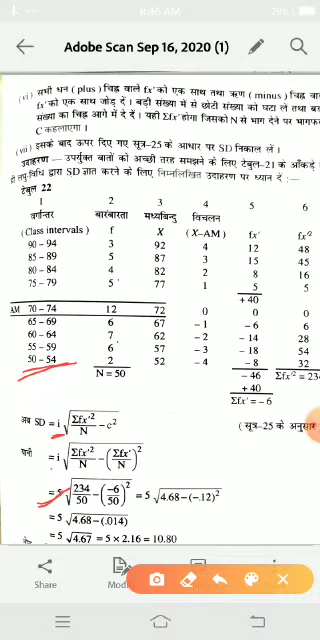 8:45 AM
79%
Adobe Scan Sep 16, 2020 (1)
(vi) सभी धन (plus) चिह्न वाले fx' को एक साथ तथा ऋण (minus) चिह्न वा
fx' को एक साथ जोड़ दें। बड़ी संख्या में से छोटी संख्या को घटा लें तथा ब
संख्या का चिह्न आगे में दे दें। यही Σfx' होगा जिसको N से भाग देने पर भागफ
C कहलाएगा।
(vii) इसके बाद ऊपर दिए गए सूत्र-25 के आधार पर SD निकाल लें।
उदाहरण – उपर्युक्त बातों को अच्छी तरह समझने के लिए टेबुल-21 के आँकड़े
ही लघु विधि द्वारा SD ज्ञात करने के लिए निम्नलिखित उदाहरण पर ध्यान दें :—
टेबुल 22
1 2 3 4 5 6
वर्गान्तर बारंबारता मध्यबिन्दु विचलन
(Class intervals) f X (X–AM) fx' fx'²
90 – 94 3 92 4 12 48
85 – 89 5 87 3 15 45
80 – 84 4 82 2 8 16
75 – 79 5 77 1 5 5
+ 40
AM 70 – 74 12 72 0 0 0
65 – 69 6 67 – 1 – 6 6
60 – 64 7 62 – 2 – 14 28
55 – 59 6 57 – 3 – 18 54
50 – 54 2 52 – 4 – 8 32
N = 50 – 46 Σfx'² = 234
+ 40
Σfx' = – 6
अब SD = i √ Σfx'²/N – c² (सूत्र-25 के अनुसार
यानी = i √ Σfx'²/N – (Σfx'/N)²
= 5 √ 234/50 – (–6/50)² = 5 √ 4.68 – (–.12)²
= 5 √ 4.68 – (.014)
= 5 √ 4.67 = 5 × 2.16 = 10.80
Share